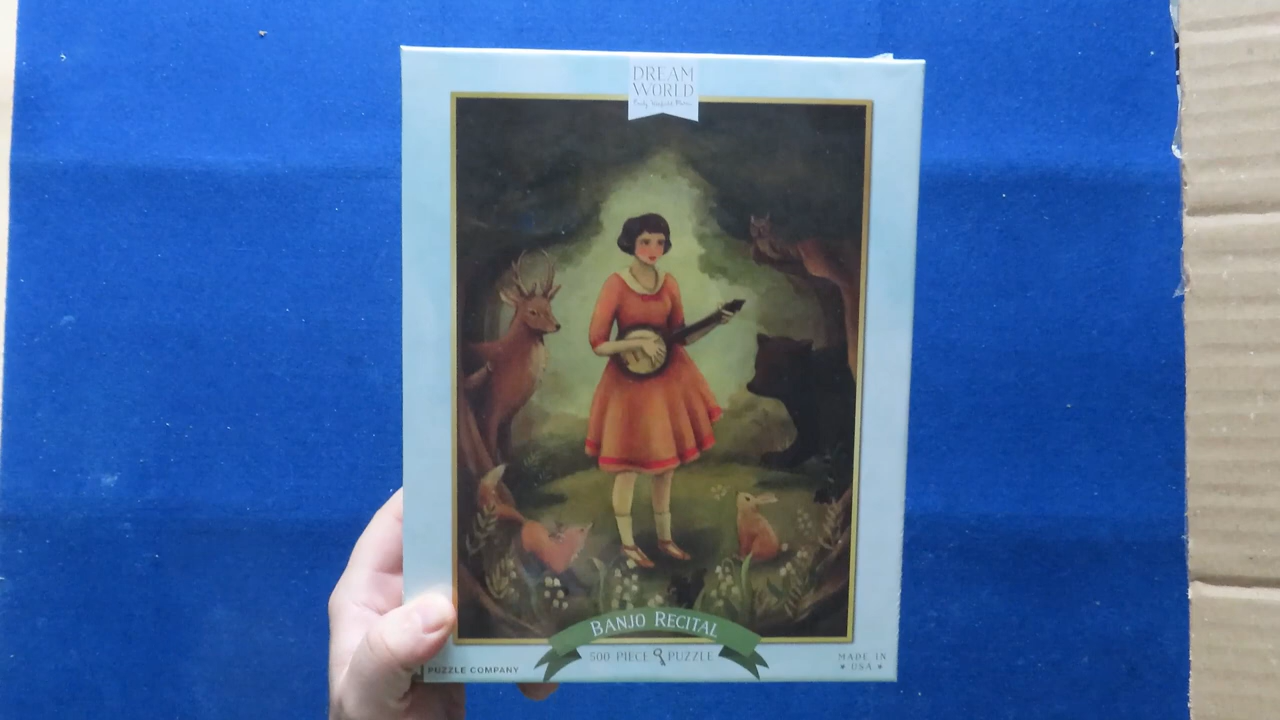 DREAM
WORLD
BANJO RECITAL
500 PIECE PUZZLE
PUZZLE COMPANY
MADE IN
USA